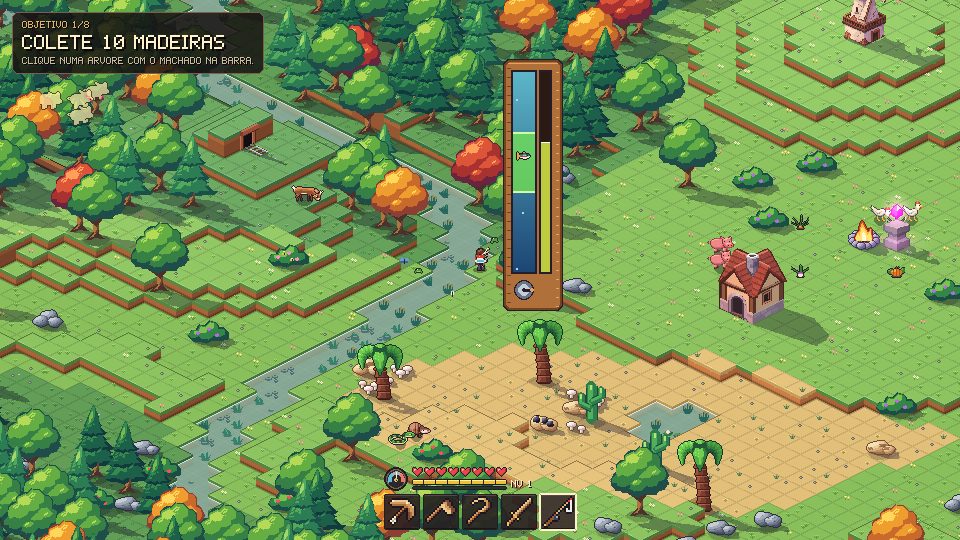 OBJETIVO 1/8
COLETE 10 MADEIRAS
CLIQUE NUMA ARVORE COM O MACHADO NA BARRA.
NV 1